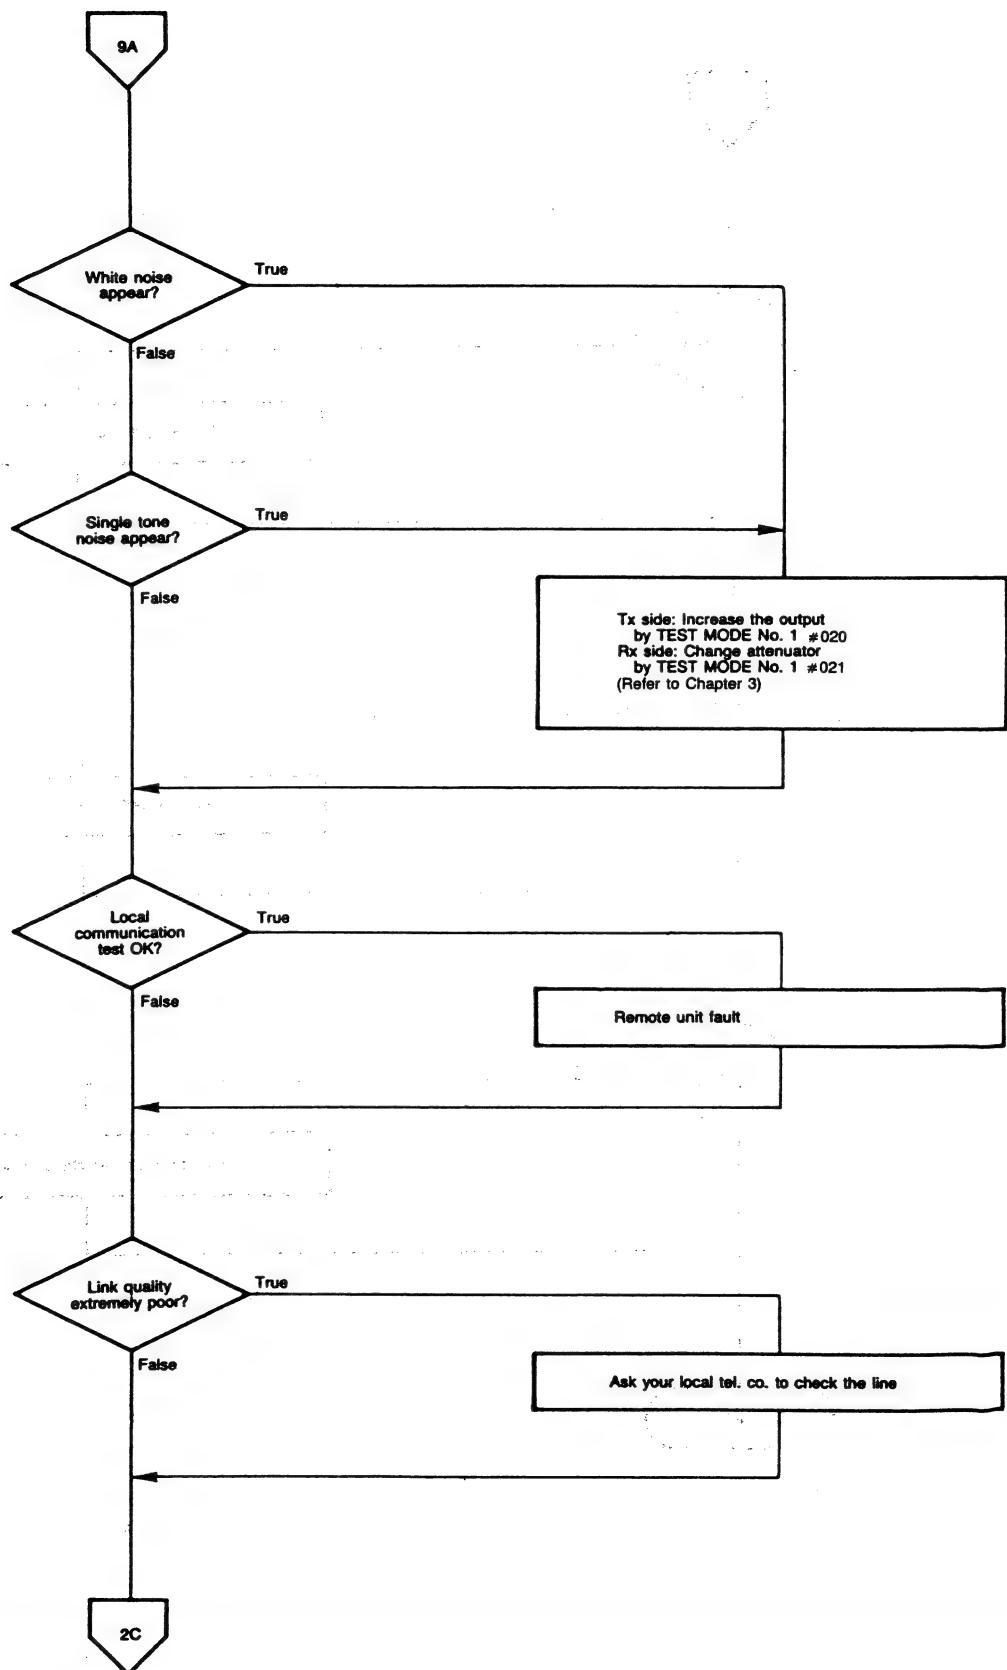 9A
White noise
appear?
True
False
Single tone
noise appear?
True
False
Tx side: Increase the output
by TEST MODE No. 1 #020
Rx side: Change attenuator
by TEST MODE No. 1 #021
(Refer to Chapter 3)
Local
communication
test OK?
True
False
Remote unit fault
Link quality
extremely poor?
True
False
Ask your local tel. co. to check the line
2C